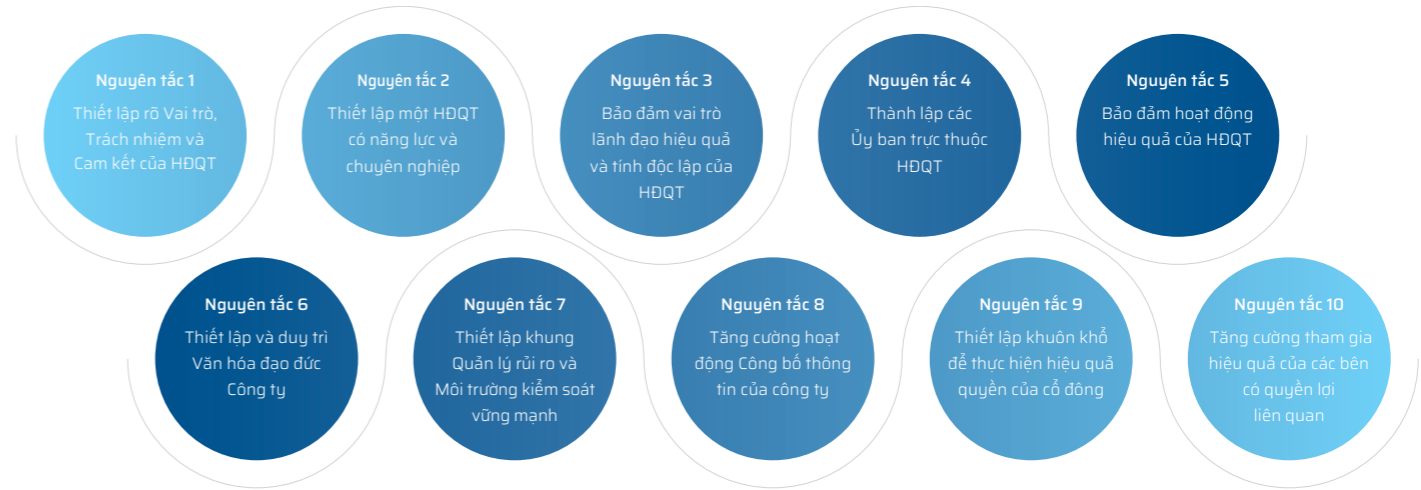 Nguyên tắc 1
Thiết lập rõ Vai trò,
Trách nhiệm và
Cam kết của HĐQT
Nguyên tắc 2
Thiết lập một HĐQT
có năng lực và
chuyên nghiệp
Nguyên tắc 3
Bảo đảm vai trò
lãnh đạo hiệu quả
và tính độc lập của
HĐQT
Nguyên tắc 4
Thành lập các
Ủy ban trực thuộc
HĐQT
Nguyên tắc 5
Bảo đảm hoạt động
hiệu quả của HĐQT
Nguyên tắc 6
Thiết lập và duy trì
Văn hóa đạo đức
Công ty
Nguyên tắc 7
Thiết lập khung
Quản lý rủi ro và
Môi trường kiểm soát
vững mạnh
Nguyên tắc 8
Tăng cường hoạt
động Công bố thông
tin của công ty
Nguyên tắc 9
Thiết lập khuôn khổ
để thực hiện hiệu quả
quyền của cổ đông
Nguyên tắc 10
Tăng cường tham gia
hiệu quả của các bên
có quyền lợi
liên quan